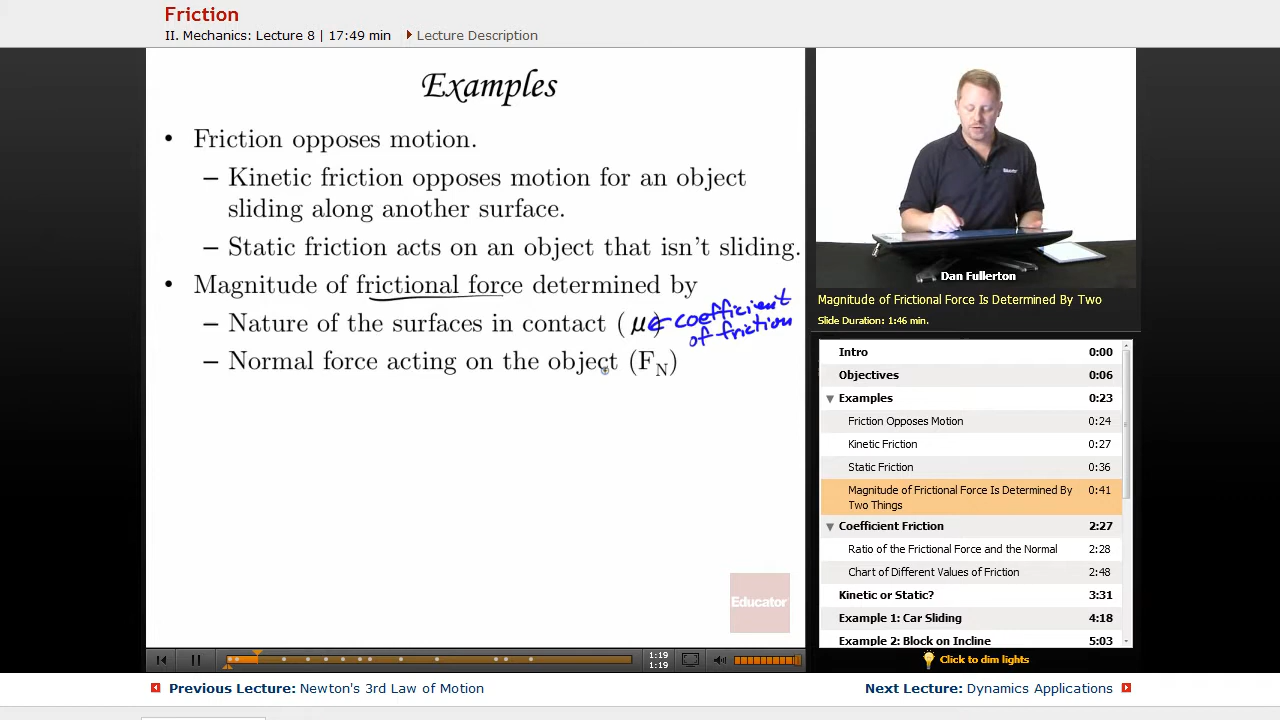 Friction
II. Mechanics: Lecture 8 | 17:49 min
Lecture Description
Examples
• Friction opposes motion.
– Kinetic friction opposes motion for an object
sliding along another surface.
– Static friction acts on an object that isn't sliding.
• Magnitude of frictional force determined by
– Nature of the surfaces in contact (μ) coefficient
of friction
– Normal force acting on the object (FN)
Educator
Dan Fullerton
Magnitude of Frictional Force Is Determined By Two
Slide Duration: 1:46 min.
Intro 0:00
Objectives 0:06
Examples 0:23
Friction Opposes Motion 0:24
Kinetic Friction 0:27
Static Friction 0:36
Magnitude of Frictional Force Is Determined By 0:41
Two Things
Coefficient Friction 2:27
Ratio of the Frictional Force and the Normal 2:28
Chart of Different Values of Friction 2:48
Kinetic or Static? 3:31
Example 1: Car Sliding 4:18
Example 2: Block on Incline 5:03
1:19
1:19
Click to dim lights
Previous Lecture: Newton's 3rd Law of Motion
Next Lecture: Dynamics Applications